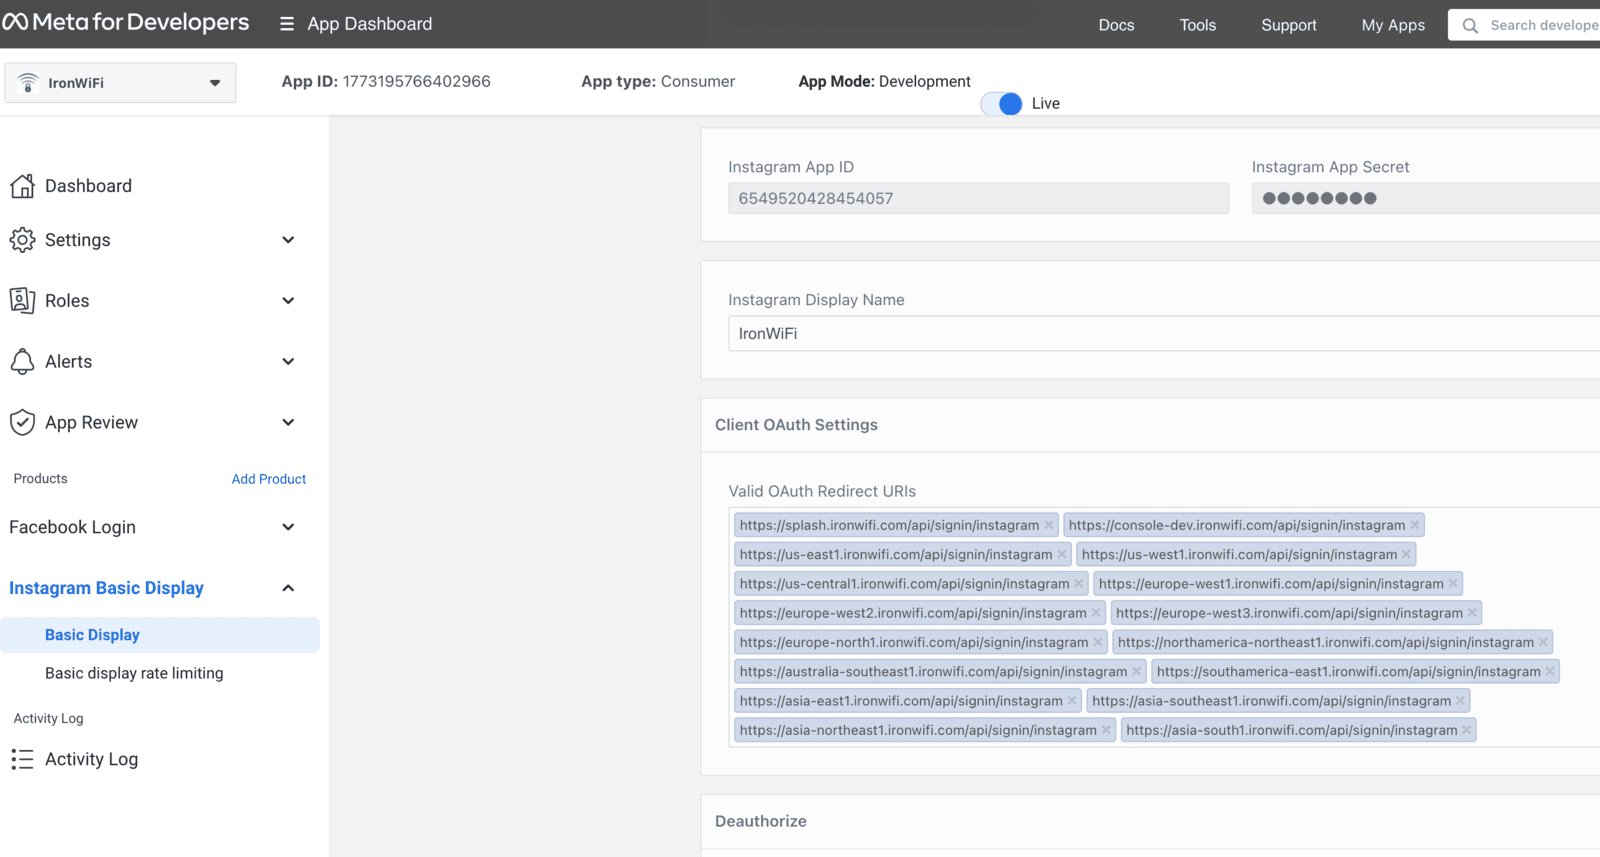 Meta for Developers
App Dashboard
Docs
Tools
Support
My Apps
Search develope
IronWiFi
App ID: 1773195766402966
App type: Consumer
App Mode: Development
Live
Dashboard
Settings
Roles
Alerts
App Review
Products
Add Product
Facebook Login
Instagram Basic Display
Basic Display
Basic display rate limiting
Activity Log
Activity Log
Instagram App ID
6549520428454057
Instagram App Secret
●●●●●●●●
Instagram Display Name
IronWiFi
Client OAuth Settings
Valid OAuth Redirect URIs
https://splash.ironwifi.com/api/signin/instagram × https://console-dev.ironwifi.com/api/signin/instagram ×
https://us-east1.ironwifi.com/api/signin/instagram × https://us-west1.ironwifi.com/api/signin/instagram ×
https://us-central1.ironwifi.com/api/signin/instagram × https://europe-west1.ironwifi.com/api/signin/instagram ×
https://europe-west2.ironwifi.com/api/signin/instagram × https://europe-west3.ironwifi.com/api/signin/instagram ×
https://europe-north1.ironwifi.com/api/signin/instagram × https://northamerica-northeast1.ironwifi.com/api/signin/instagram ×
https://australia-southeast1.ironwifi.com/api/signin/instagram × https://southamerica-east1.ironwifi.com/api/signin/instagram ×
https://asia-east1.ironwifi.com/api/signin/instagram × https://asia-southeast1.ironwifi.com/api/signin/instagram ×
https://asia-northeast1.ironwifi.com/api/signin/instagram × https://asia-south1.ironwifi.com/api/signin/instagram ×
Deauthorize